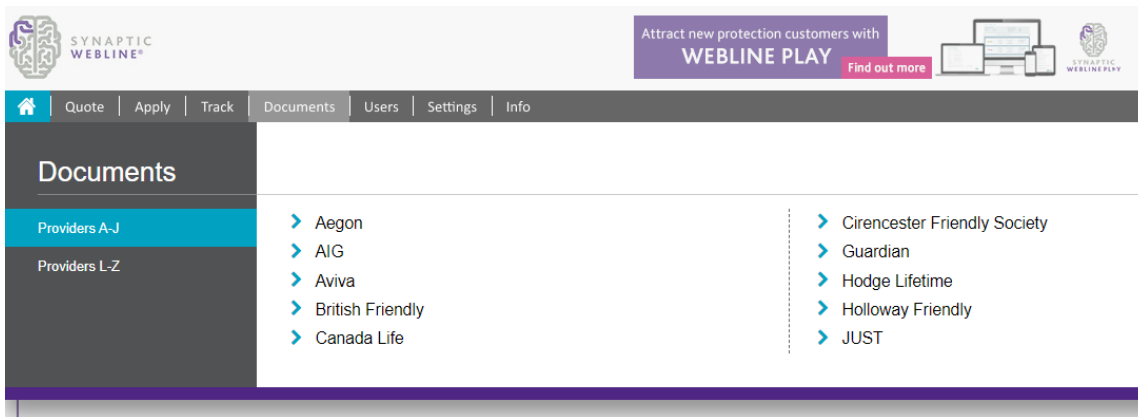 SYNAPTIC
WEBLINE®
Attract new protection customers with
WEBLINE PLAY
Find out more
SYNAPTIC
WEBLINE PLAY
Quote
Apply
Track
Documents
Users
Settings
Info
Documents
Providers A-J
Providers L-Z
Aegon
AIG
Aviva
British Friendly
Canada Life
Cirencester Friendly Society
Guardian
Hodge Lifetime
Holloway Friendly
JUST